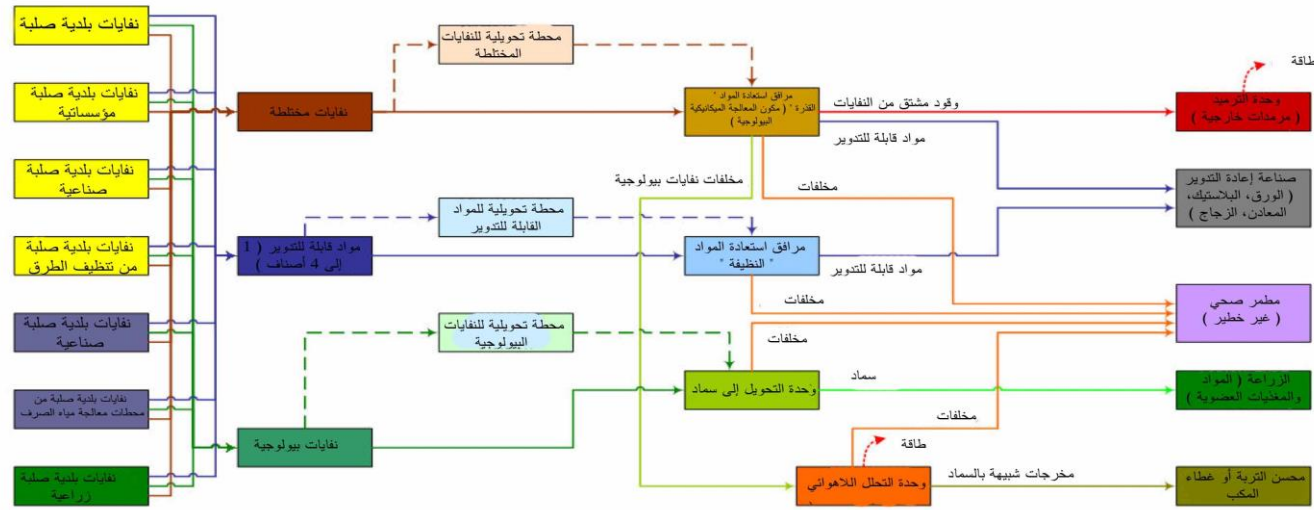 نفايات بلدية صلبة
نفايات بلدية صلبة
مؤسساتية
نفايات بلدية صلبة
صناعية
نفايات بلدية صلبة
من تنظيف الطرق
نفايات بلدية صلبة
صناعية
نفايات بلدية صلبة من
محطات معالجة مياه الصرف
نفايات بلدية صلبة
زراعية
نفايات مختلطة
مواد قابلة للتدوير ( 1
إلى 4 أصناف )
نفايات بيولوجية
محطة تحويلية للنفايات
المختلطة
محطة تحويلية للمواد
القابلة للتدوير
محطة تحويلية للنفايات
البيولوجية
مرافق استعادة المواد "
القذرة " ( مكون المعالجة الميكانيكية
البيولوجية )
مرافق استعادة المواد
" النظيفة "
وحدة التحويل إلى سماد
وحدة التحلل اللاهوائي
وقود مشتق من النفايات
مواد قابلة للتدوير
مخلفات نفايات بيولوجية
مخلفات
مواد قابلة للتدوير
مخلفات
مخلفات
سماد
مخلفات
طاقة
مخرجات شبيهة بالسماد
طاقة
وحدة الترميد
( مرمدات خارجية )
صناعة إعادة التدوير
( الورق، البلاستيك،
المعادن، الزجاج )
مطمر صحي
( غير خطير )
الزراعة ( المواد
والمغذيات العضوية )
محسن التربة أو غطاء
المكب